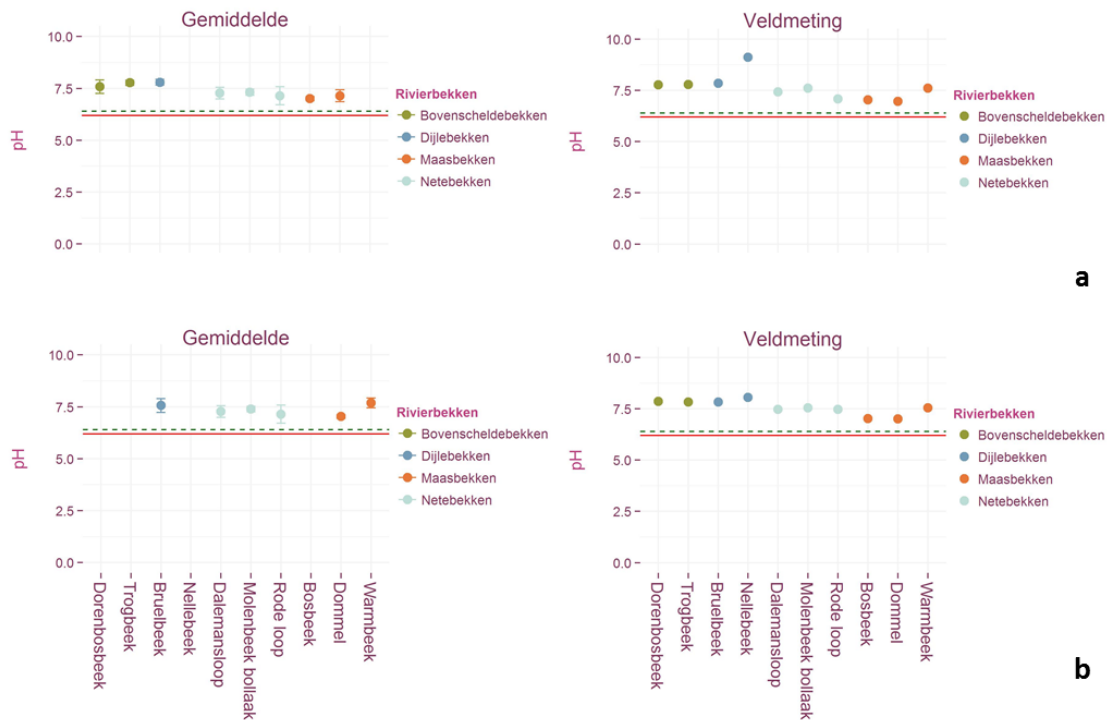 Gemiddelde
10.0
7.5
5.0
2.5
0.0
pH
Rivierbekken
Bovenscheldebekken
Dijlebekken
Maasbekken
Netebekken
Veldmeting
10.0
7.5
5.0
2.5
0.0
pH
Rivierbekken
Bovenscheldebekken
Dijlebekken
Maasbekken
Netebekken
a
Gemiddelde
10.0
7.5
5.0
2.5
0.0
pH
Rivierbekken
Bovenscheldebekken
Dijlebekken
Maasbekken
Netebekken
Dorenbosbeek
Trogbeek
Bruelbeek
Nellebeek
Dalemansloop
Molenbeek bollaak
Rode loop
Bosbeek
Dommel
Warmbeek
Veldmeting
10.0
7.5
5.0
2.5
0.0
pH
Rivierbekken
Bovenscheldebekken
Dijlebekken
Maasbekken
Netebekken
Dorenbosbeek
Trogbeek
Bruelbeek
Nellebeek
Dalemansloop
Molenbeek bollaak
Rode loop
Bosbeek
Dommel
Warmbeek
b